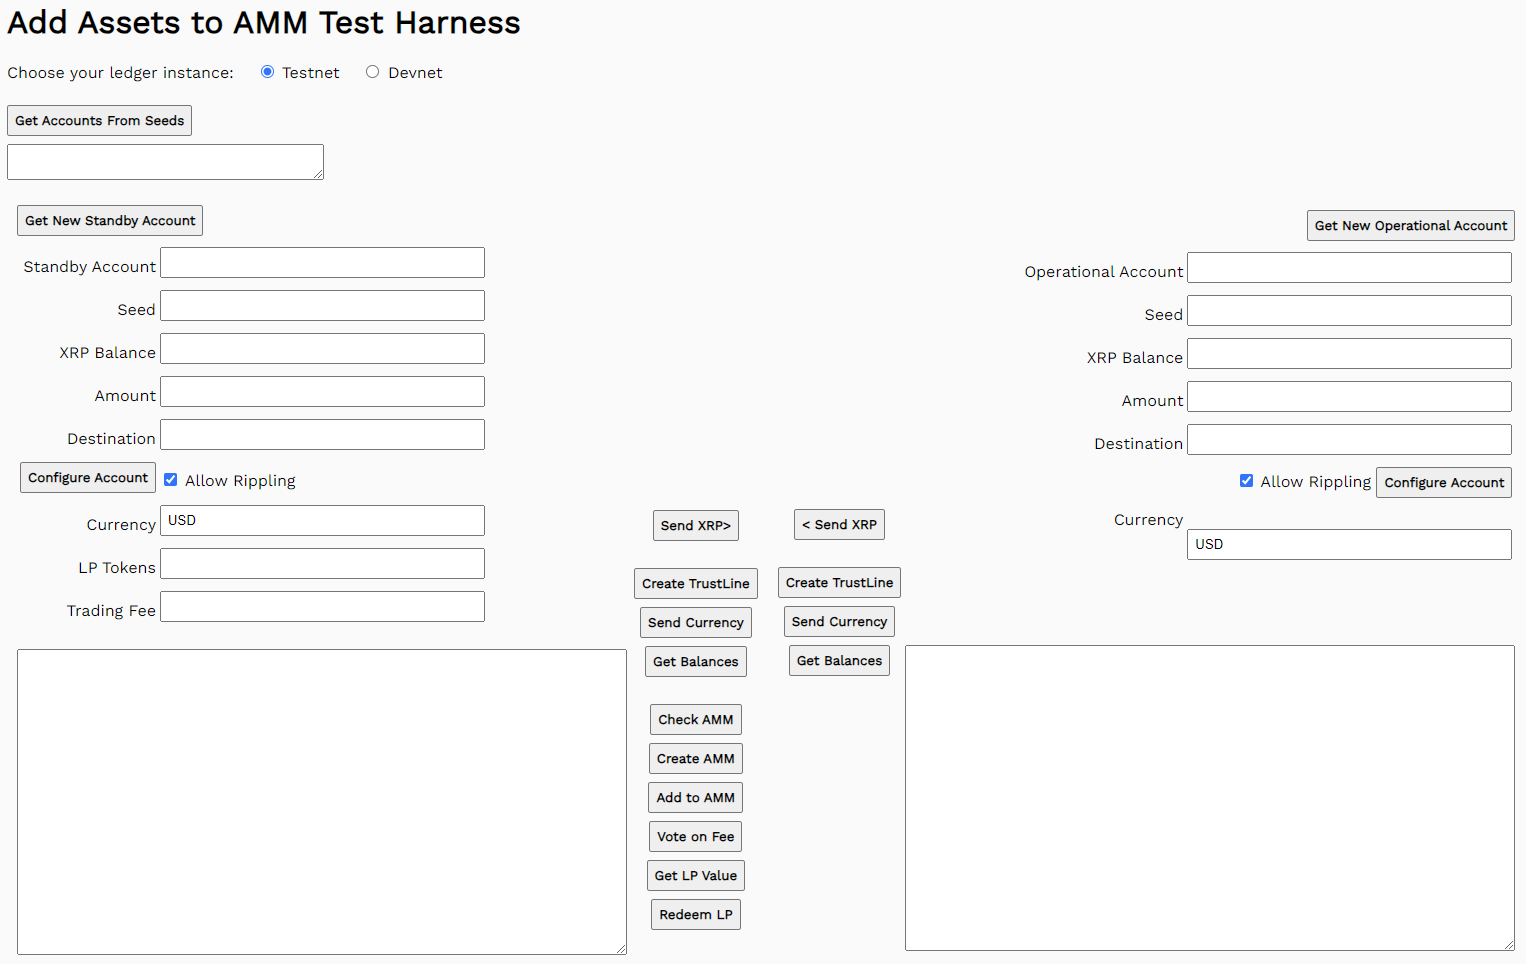 Add Assets to AMM Test Harness
Choose your ledger instance: Testnet Devnet
Get Accounts From Seeds
Get New Standby Account
Standby Account
Seed
XRP Balance
Amount
Destination
Configure Account Allow Rippling
Currency USD
LP Tokens
Trading Fee
Send XRP>
Create TrustLine
Send Currency
Get Balances
Check AMM
Create AMM
Add to AMM
Vote on Fee
Get LP Value
Redeem LP
< Send XRP
Create TrustLine
Send Currency
Get Balances
Get New Operational Account
Operational Account
Seed
XRP Balance
Amount
Destination
Allow Rippling Configure Account
Currency
USD